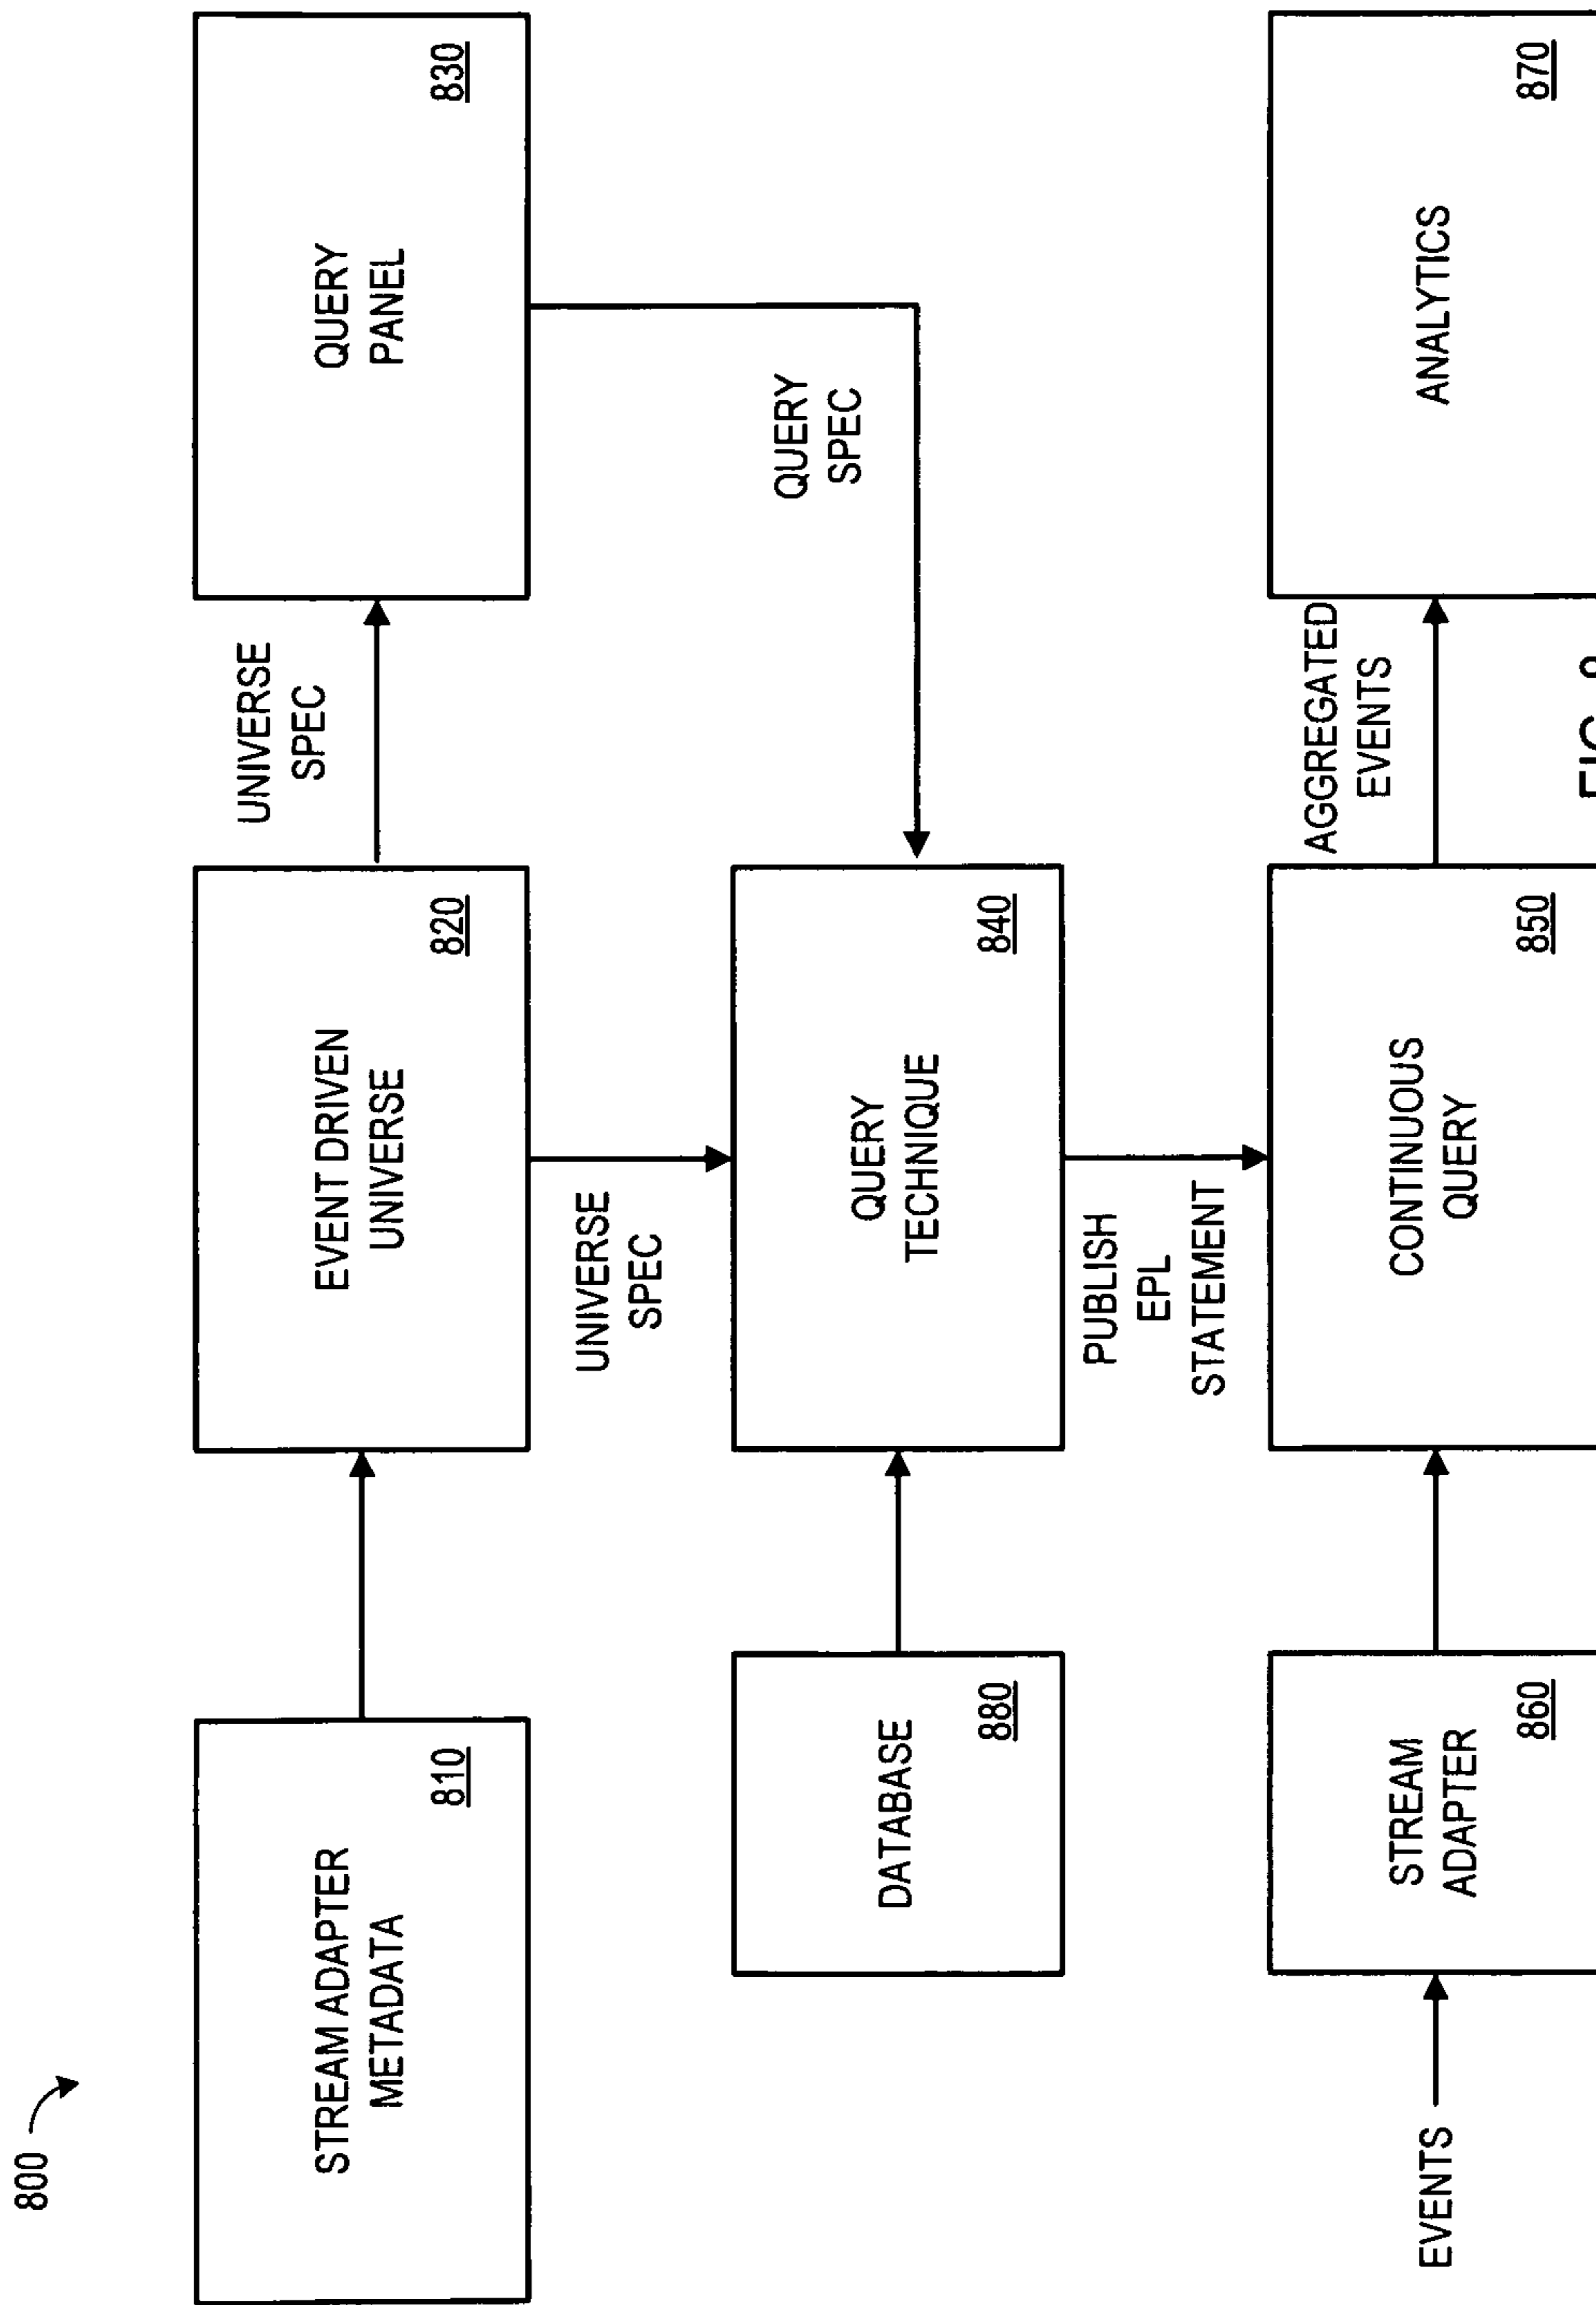 800
STREAM ADAPTER
METADATA
810
EVENT DRIVEN
UNIVERSE
820
UNIVERSE
SPEC
QUERY
PANEL
830
UNIVERSE
SPEC
QUERY
SPEC
DATABASE
880
QUERY
TECHNIQUE
840
PUBLISH
EPL
STATEMENT
EVENTS
STREAM
ADAPTER
860
CONTINUOUS
QUERY
850
AGGREGATED
EVENTS
ANALYTICS
870